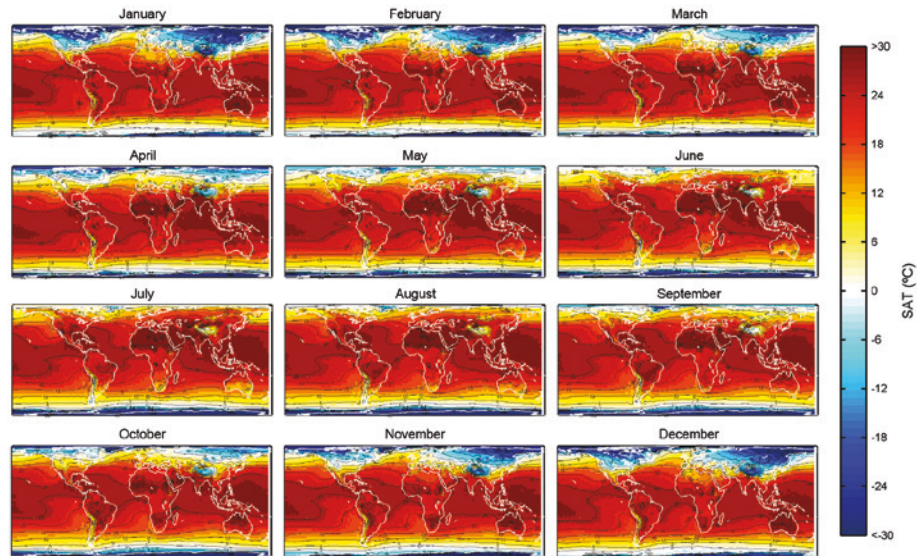 January
February
March
April
May
June
July
August
September
October
November
December
>30
24
18
12
6
0
-6
-12
-18
-24
<-30
SAT (ºC)